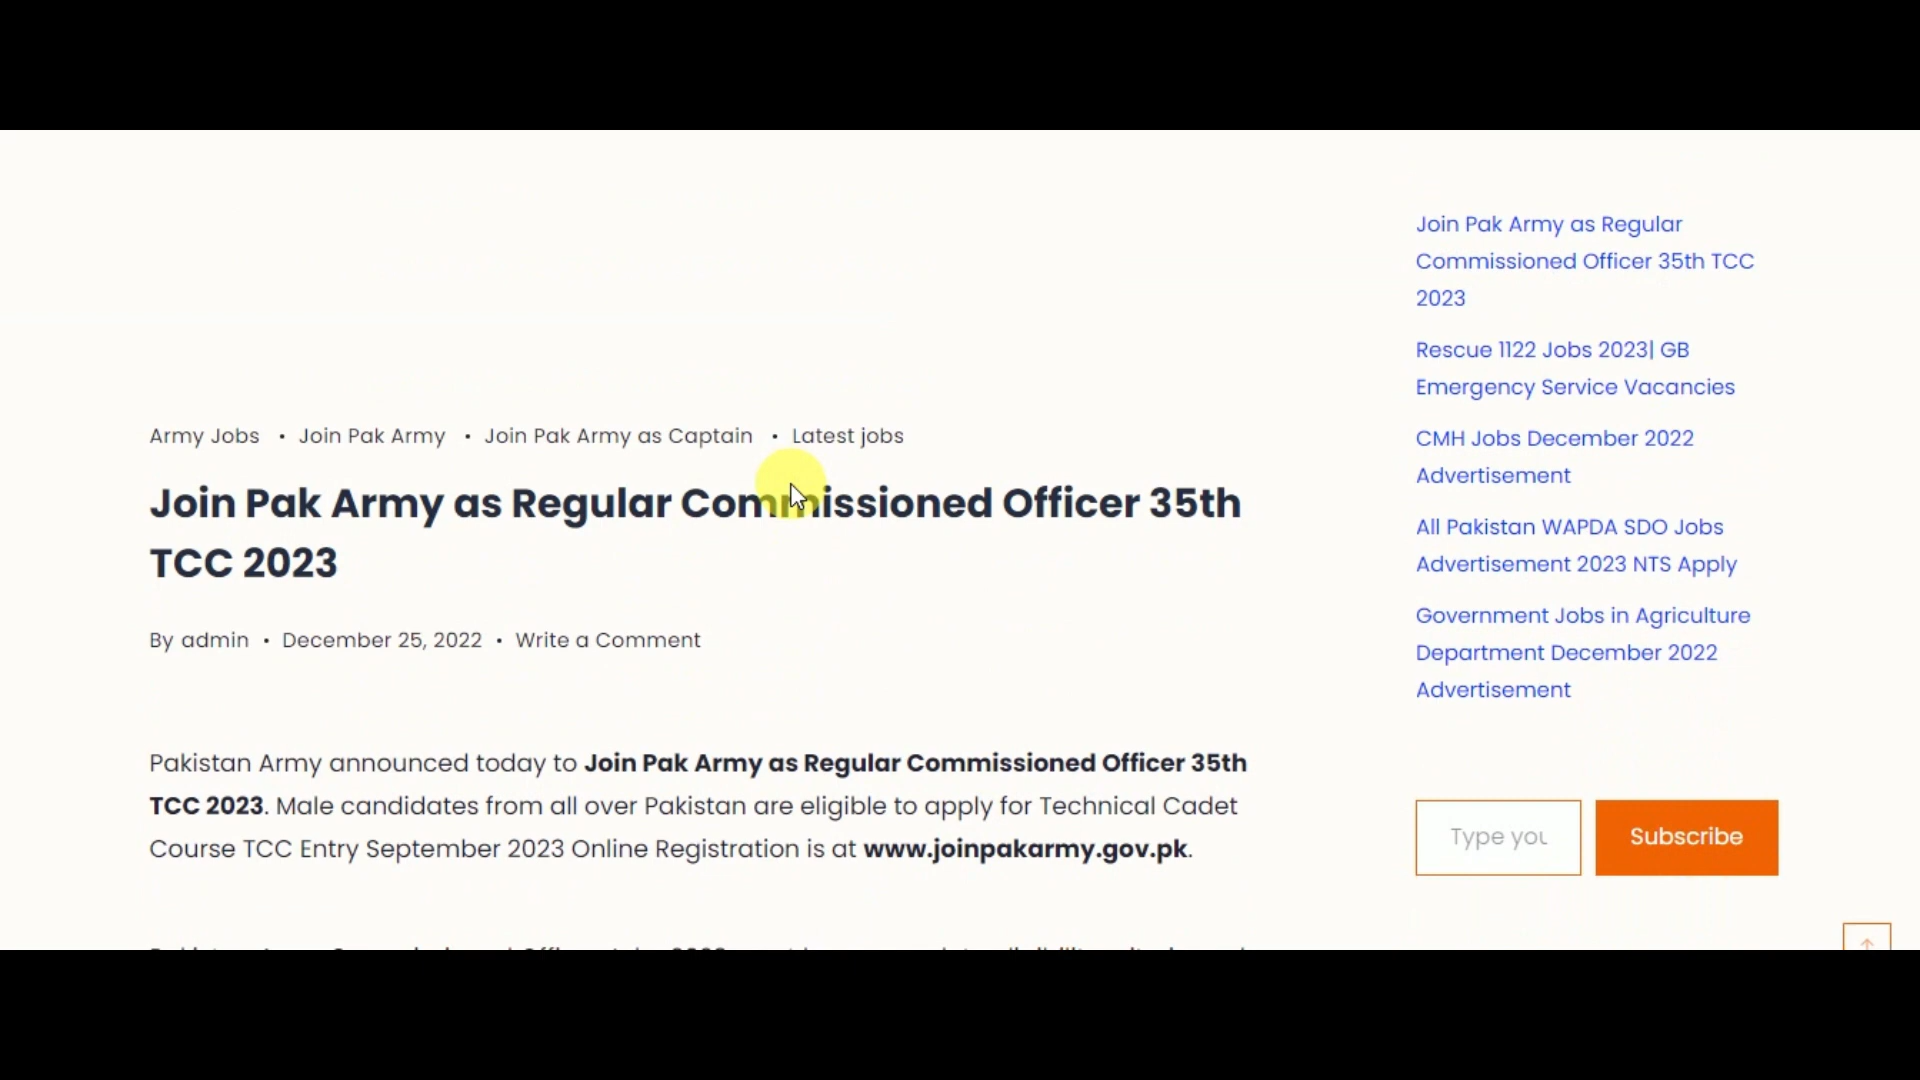 Army Jobs • Join Pak Army • Join Pak Army as Captain • Latest jobs
Join Pak Army as Regular Commissioned Officer 35th
TCC 2023
By admin • December 25, 2022 • Write a Comment
Pakistan Army announced today to Join Pak Army as Regular Commissioned Officer 35th
TCC 2023. Male candidates from all over Pakistan are eligible to apply for Technical Cadet
Course TCC Entry September 2023 Online Registration is at www.joinpakarmy.gov.pk.
Join Pak Army as Regular
Commissioned Officer 35th TCC
2023
Rescue 1122 Jobs 2023| GB
Emergency Service Vacancies
CMH Jobs December 2022
Advertisement
All Pakistan WAPDA SDO Jobs
Advertisement 2023 NTS Apply
Government Jobs in Agriculture
Department December 2022
Advertisement
Type you
Subscribe